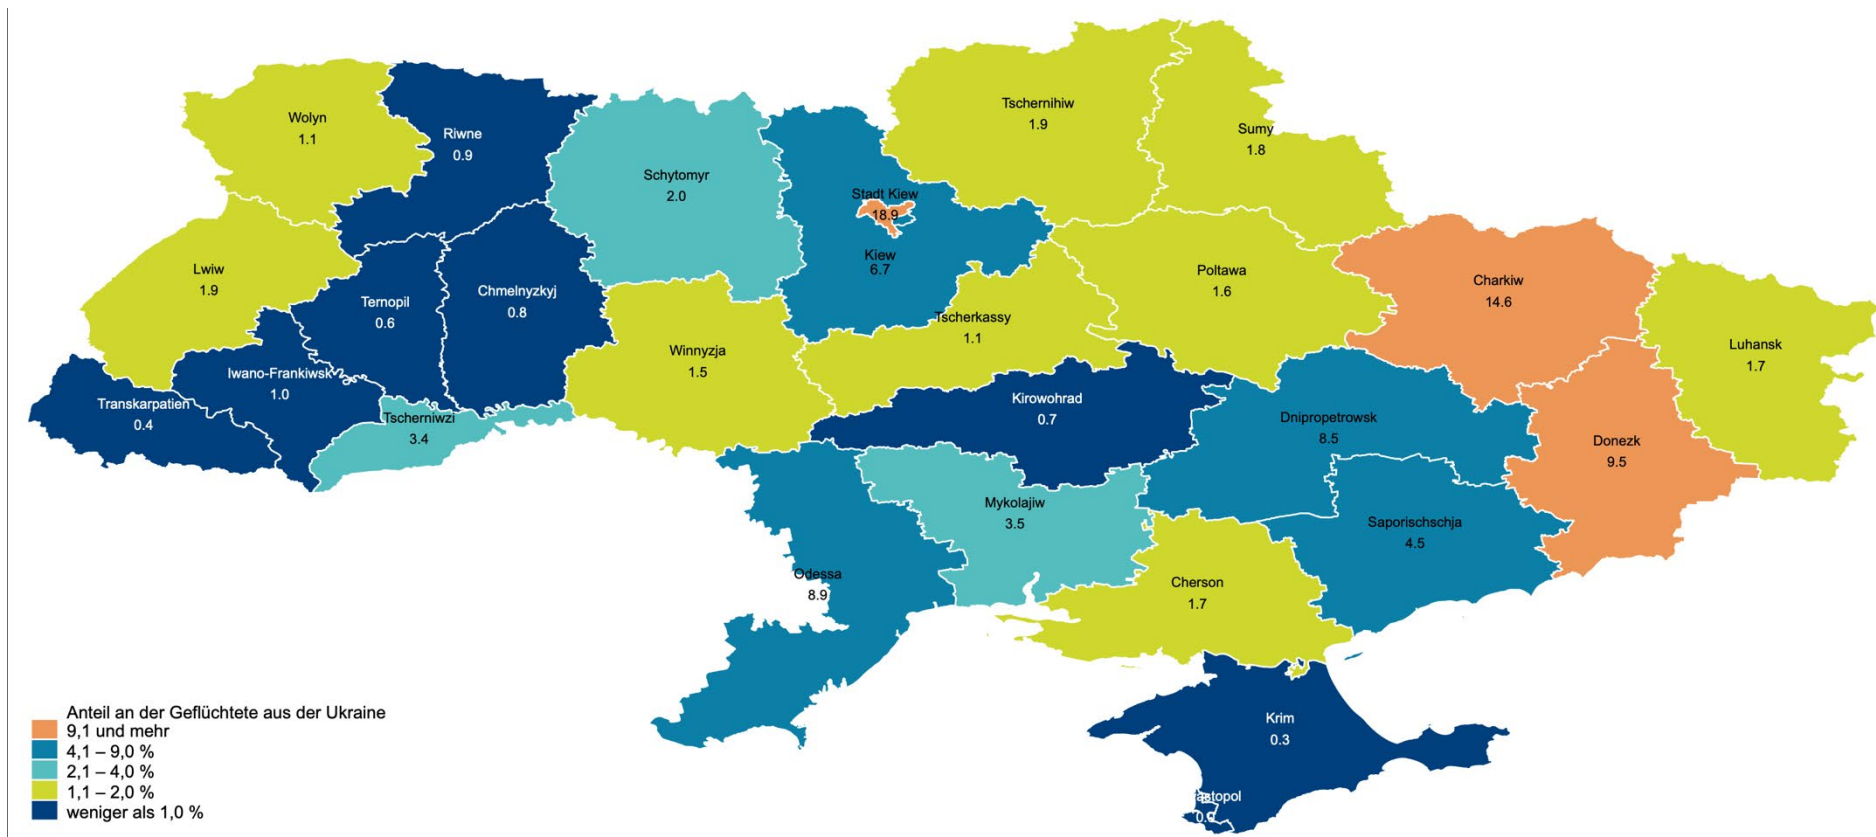 Wolyn
1.1
Riwne
0.9
Schytomyr
2.0
Stadt Kiew
18.9
Kiew
6.7
Tschernihiw
1.9
Sumy
1.8
Lwiw
1.9
Ternopil
0.6
Chmelnyzkyj
0.8
Winnyzja
1.5
Tscherkassy
1.1
Poltawa
1.6
Charkiw
14.6
Luhansk
1.7
Transkarpatien
0.4
Iwano-Frankiwsk
1.0
Tscherniwzi
3.4
Kirowohrad
0.7
Dnipropetrowsk
8.5
Donezk
9.5
Odessa
8.9
Mykolajiw
3.5
Saporischschja
4.5
Cherson
1.7
Krim
0.3
astopol
Anteil an der Geflüchtete aus der Ukraine
9,1 und mehr
4,1 – 9,0 %
2,1 – 4,0 %
1,1 – 2,0 %
weniger als 1,0 %